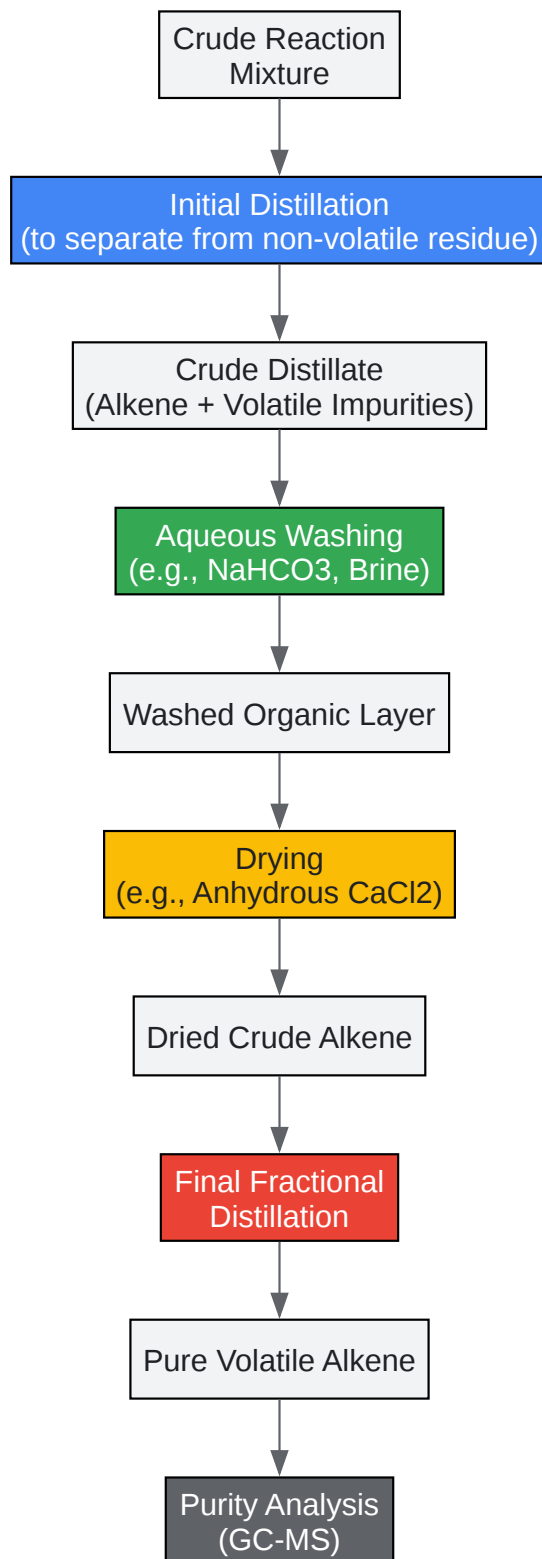 Crude Reaction
Mixture
Initial Distillation
(to separate from non-volatile residue)
Crude Distillate
(Alkene + Volatile Impurities)
Aqueous Washing
(e.g., NaHCO3, Brine)
Washed Organic Layer
Drying
(e.g., Anhydrous CaCl2)
Dried Crude Alkene
Final Fractional
Distillation
Pure Volatile Alkene
Purity Analysis
(GC-MS)